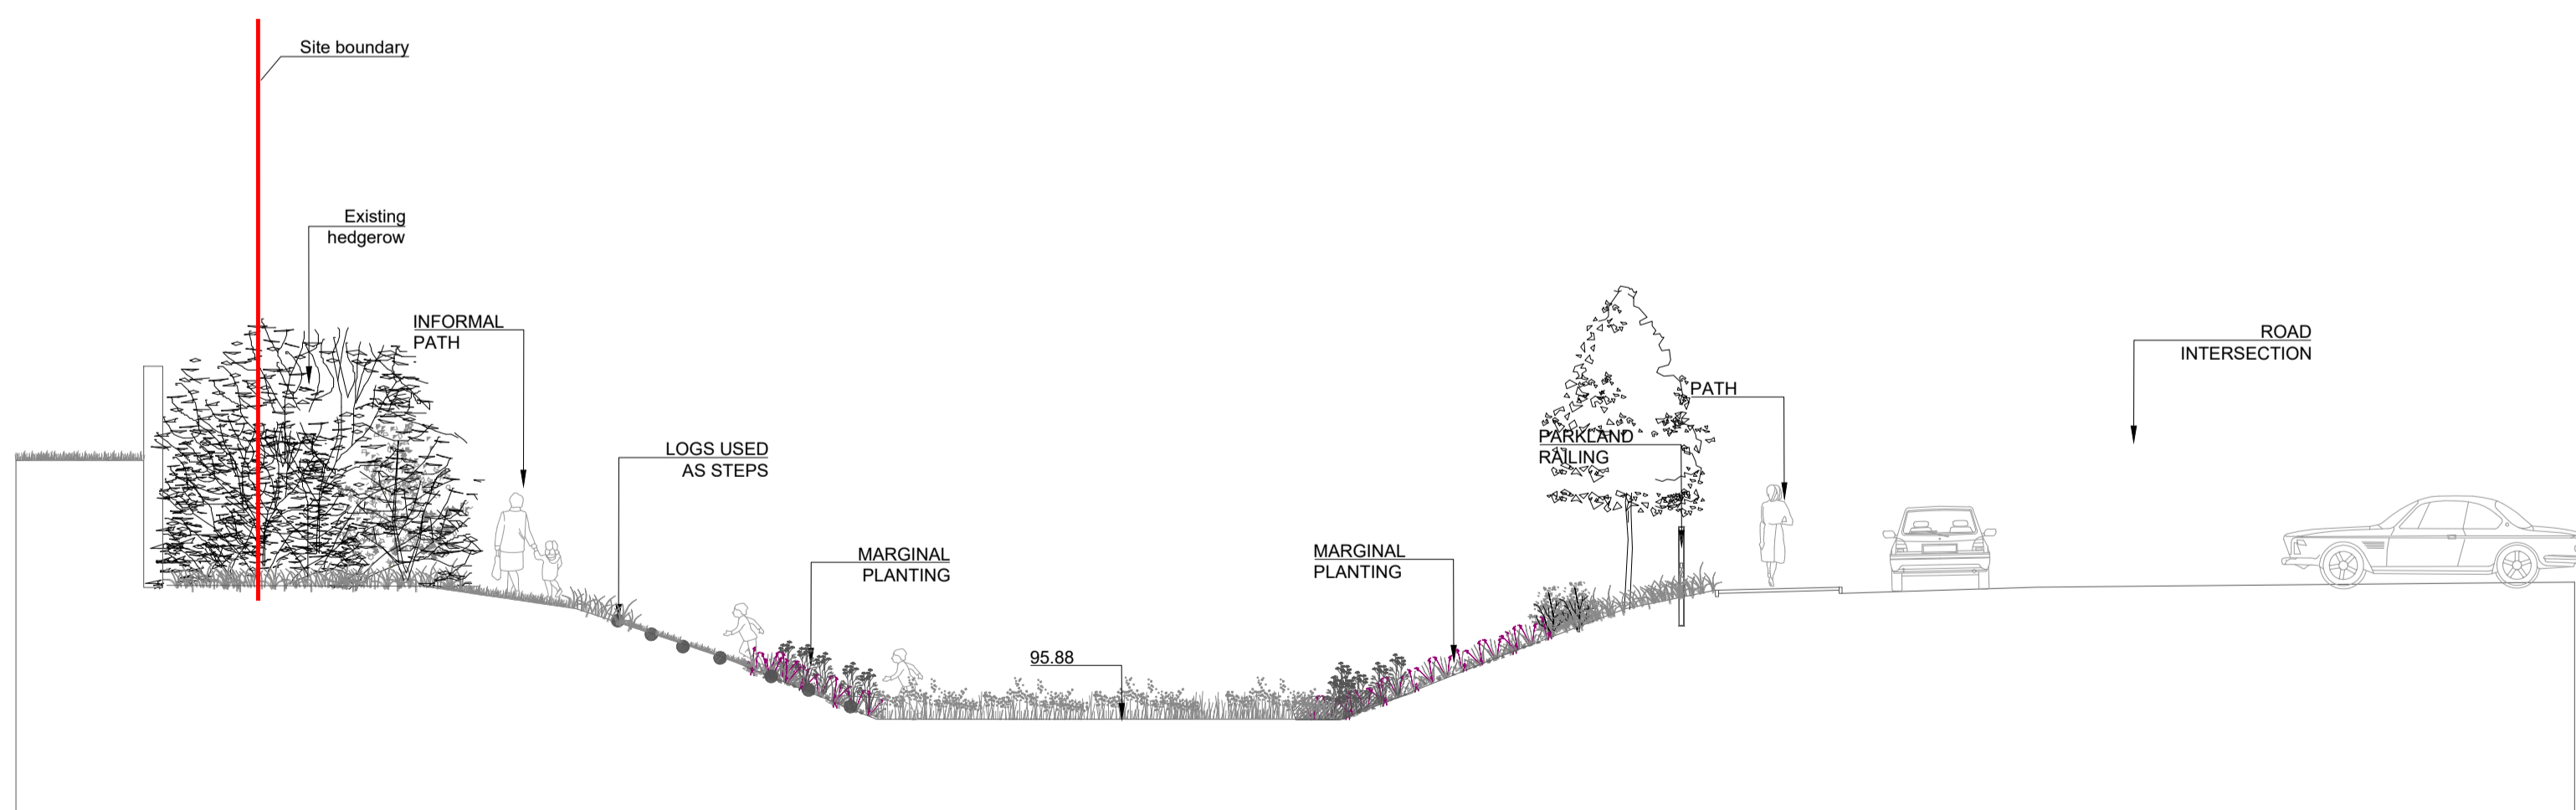 Site boundary
Existing
hedgerow
INFORMAL
PATH
LOGS USED
AS STEPS
MARGINAL
PLANTING
95.88
MARGINAL
PLANTING
PARKLAND
RAILING
PATH
ROAD
INTERSECTION